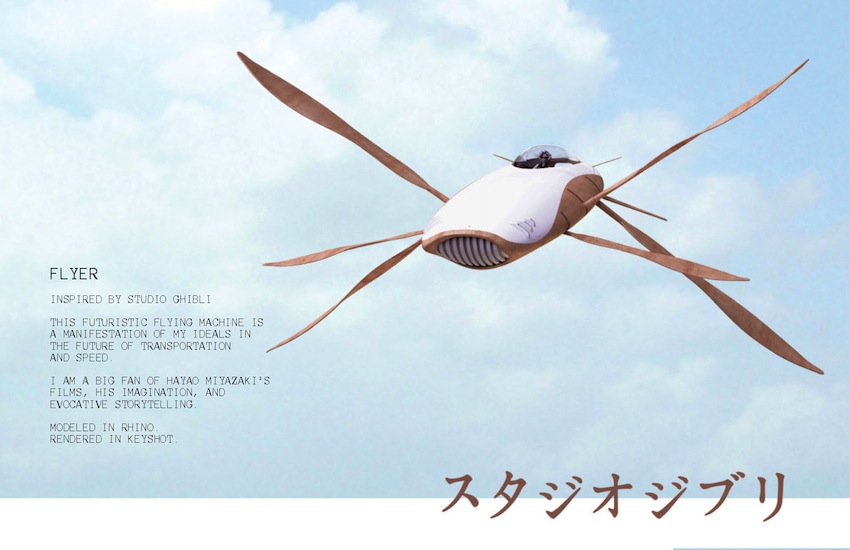 FLYER
INSPIRED BY STUDIO GHIBLI
THIS FUTURISTIC FLYING MACHINE IS
A MANIFESTATION OF MY IDEALS IN
THE FUTURE OF TRANSPORTATION
AND SPEED.
I AM A BIG FAN OF HAYAO MIYAZAKI'S
FILMS, HIS IMAGINATION, AND
EVOCATIVE STORYTELLING.
MODELED IN RHINO.
RENDERED IN KEYSHOT.
スタジオジブリ